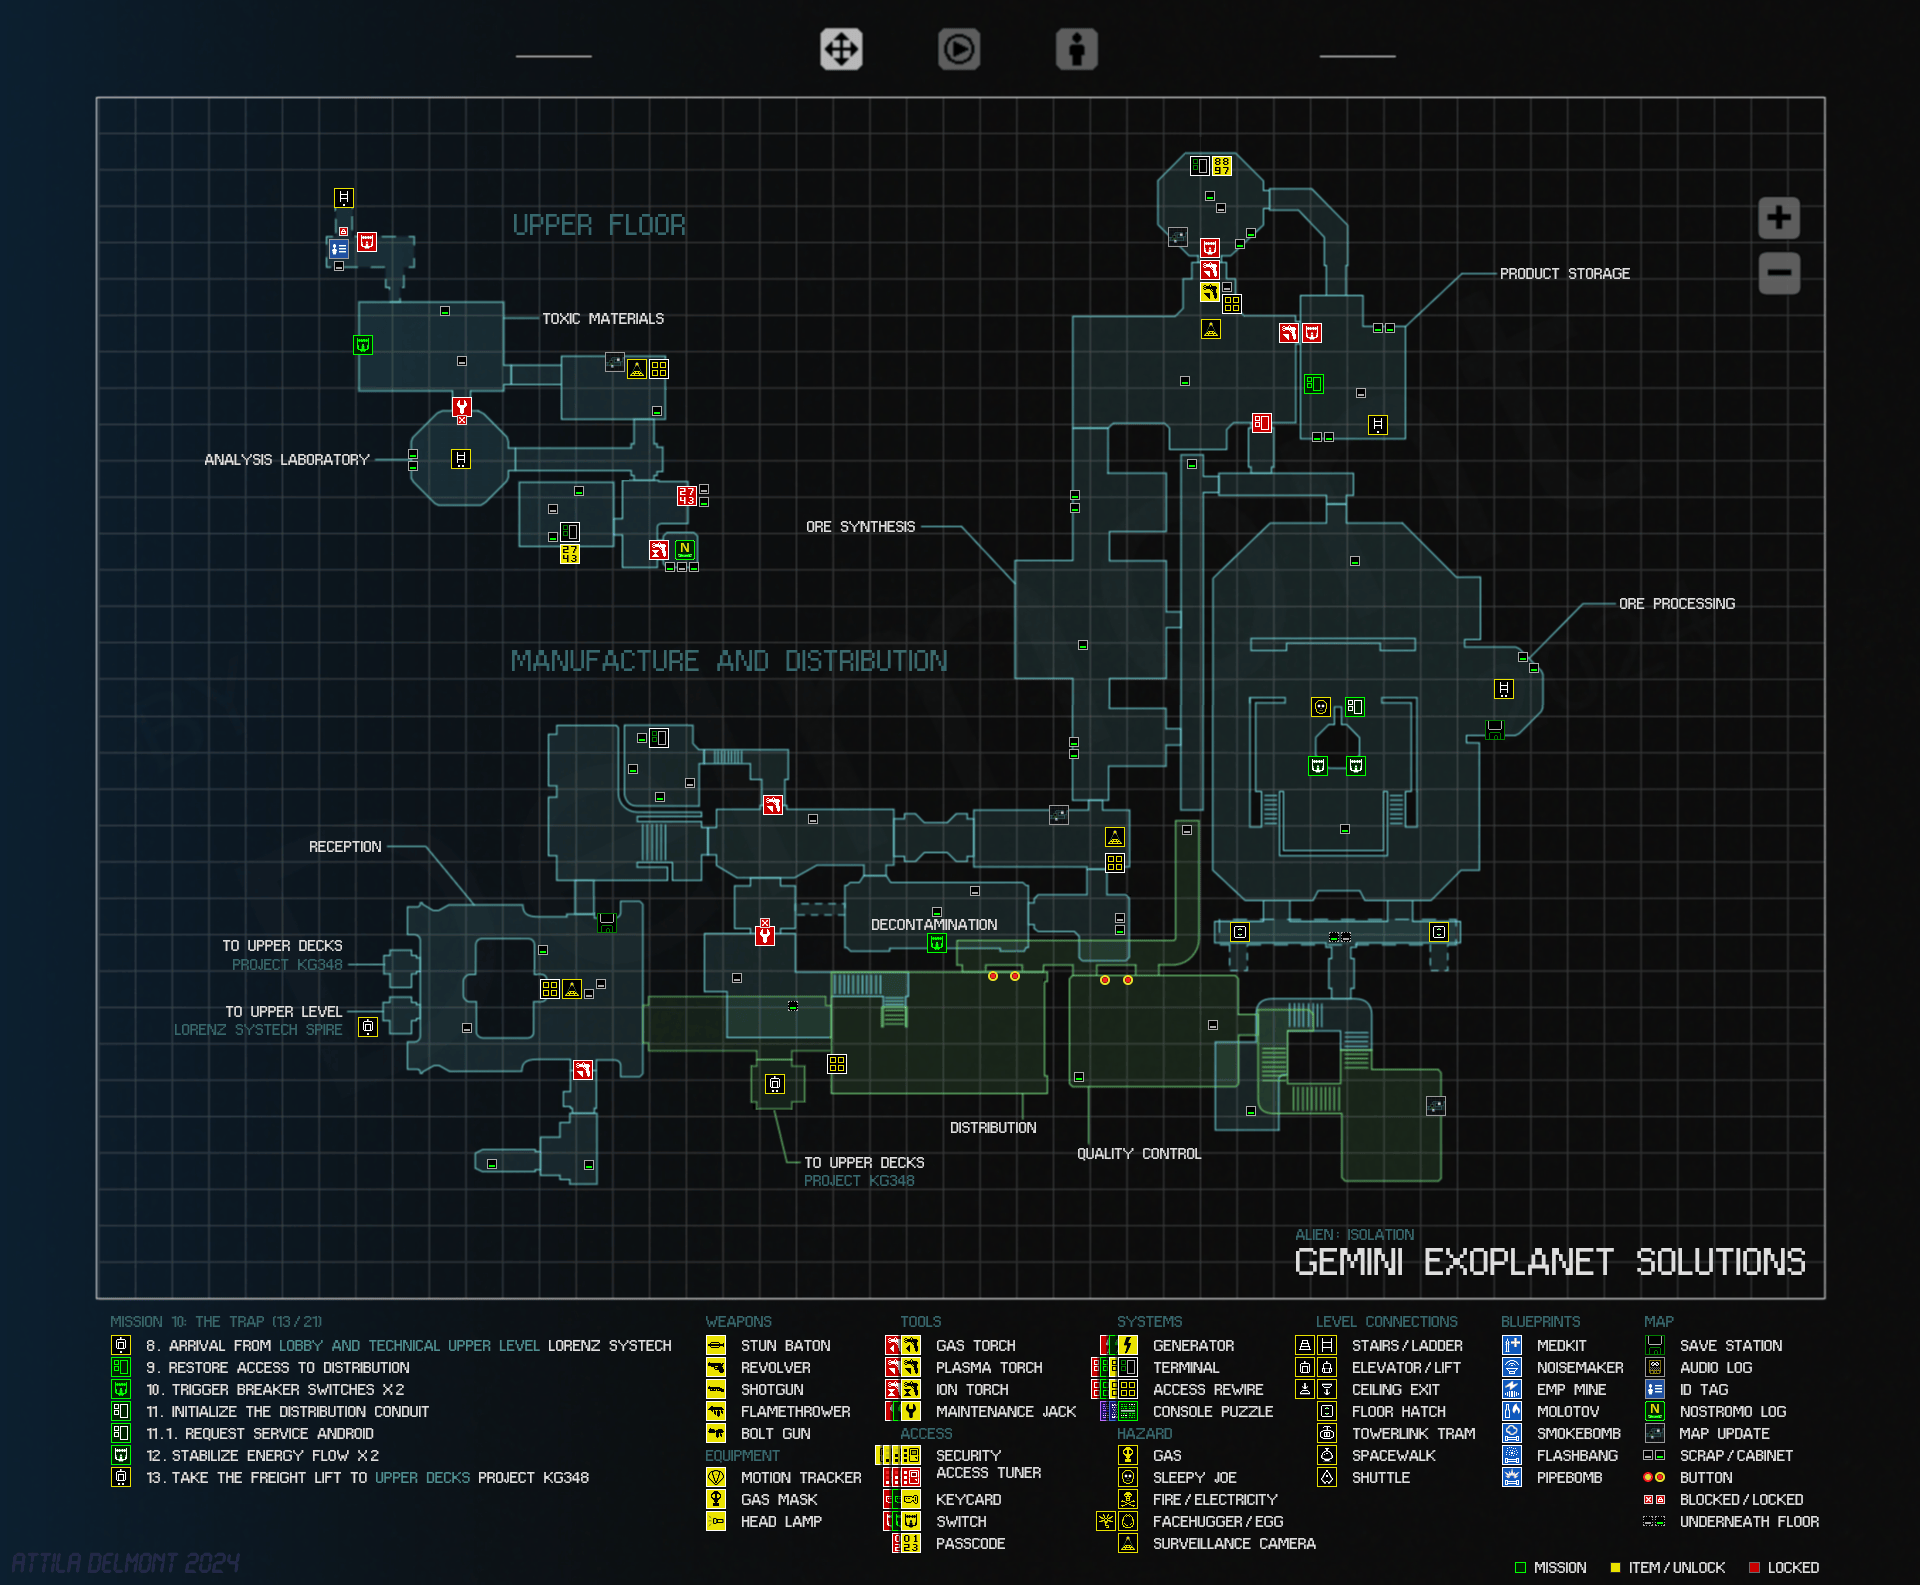 UPPER FLOOR
88
97
PRODUCT STORAGE
TOXIC MATERIALS
ANALYSIS LABORATORY
27
43
27
43
N
ORE SYNTHESIS
ORE PROCESSING
MANUFACTURE AND DISTRIBUTION
RECEPTION
DECONTAMINATION
TO UPPER DECKS
PROJECT KG348
TO UPPER LEVEL
LORENZ SYSTECH SPIRE
DISTRIBUTION
QUALITY CONTROL
TO UPPER DECKS
PROJECT KG348
ALIEN: ISOLATION
GEMINI EXOPLANET SOLUTIONS
MISSION 10: THE TRAP (13/21)
8. ARRIVAL FROM LOBBY AND TECHNICAL UPPER LEVEL LORENZ SYSTECH
9. RESTORE ACCESS TO DISTRIBUTION
10. TRIGGER BREAKER SWITCHES X2
11. INITIALIZE THE DISTRIBUTION CONDUIT
11.1. REQUEST SERVICE ANDROID
12. STABILIZE ENERGY FLOW X2
13. TAKE THE FREIGHT LIFT TO UPPER DECKS PROJECT KG348
WEAPONS
STUN BATON
REVOLVER
SHOTGUN
FLAMETHROWER
BOLT GUN
EQUIPMENT
MOTION TRACKER
GAS MASK
HEAD LAMP
TOOLS
GAS TORCH
PLASMA TORCH
ION TORCH
MAINTENANCE JACK
ACCESS
SECURITY
ACCESS TUNER
KEYCARD
SWITCH
01
23
PASSCODE
SYSTEMS
GENERATOR
TERMINAL
ACCESS REWIRE
CONSOLE PUZZLE
HAZARD
GAS
SLEEPY JOE
FIRE/ELECTRICITY
FACEHUGGER/EGG
SURVEILLANCE CAMERA
LEVEL CONNECTIONS
STAIRS/LADDER
ELEVATOR/LIFT
CEILING EXIT
FLOOR HATCH
TOWERLINK TRAM
SPACEWALK
SHUTTLE
BLUEPRINTS
MEDKIT
NOISEMAKER
EMP MINE
MOLOTOV
SMOKEBOMB
FLASHBANG
PIPEBOMB
MAP
SAVE STATION
AUDIO LOG
ID TAG
N NOSTROMO LOG
MAP UPDATE
SCRAP/CABINET
BUTTON
BLOCKED/LOCKED
UNDERNEATH FLOOR
MISSION
ITEM/UNLOCK
LOCKED
ATTILA DELMONT 2024